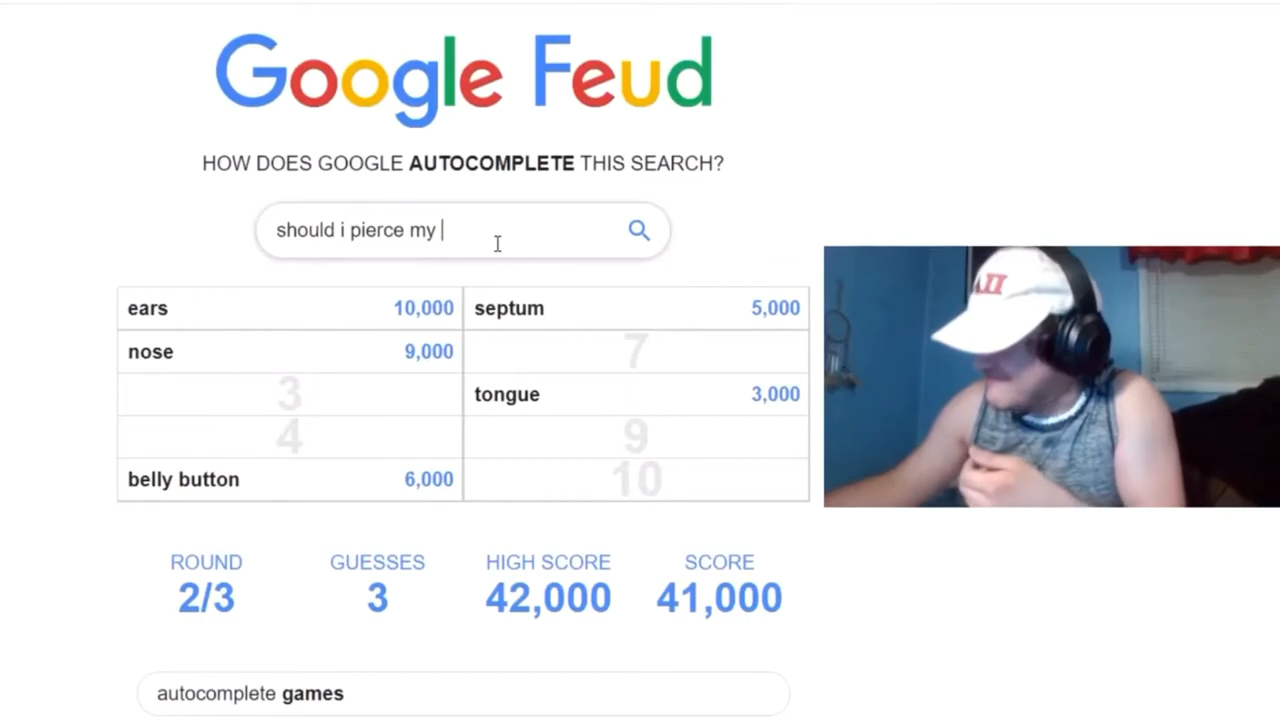 Google Feud
HOW DOES GOOGLE AUTOCOMPLETE THIS SEARCH?
should i pierce my
ears 10,000
septum 5,000
nose 9,000
7
3
tongue 3,000
4
9
belly button 6,000
10
ROUND
GUESSES
HIGH SCORE
SCORE
2/3
3
42,000
41,000
autocomplete games